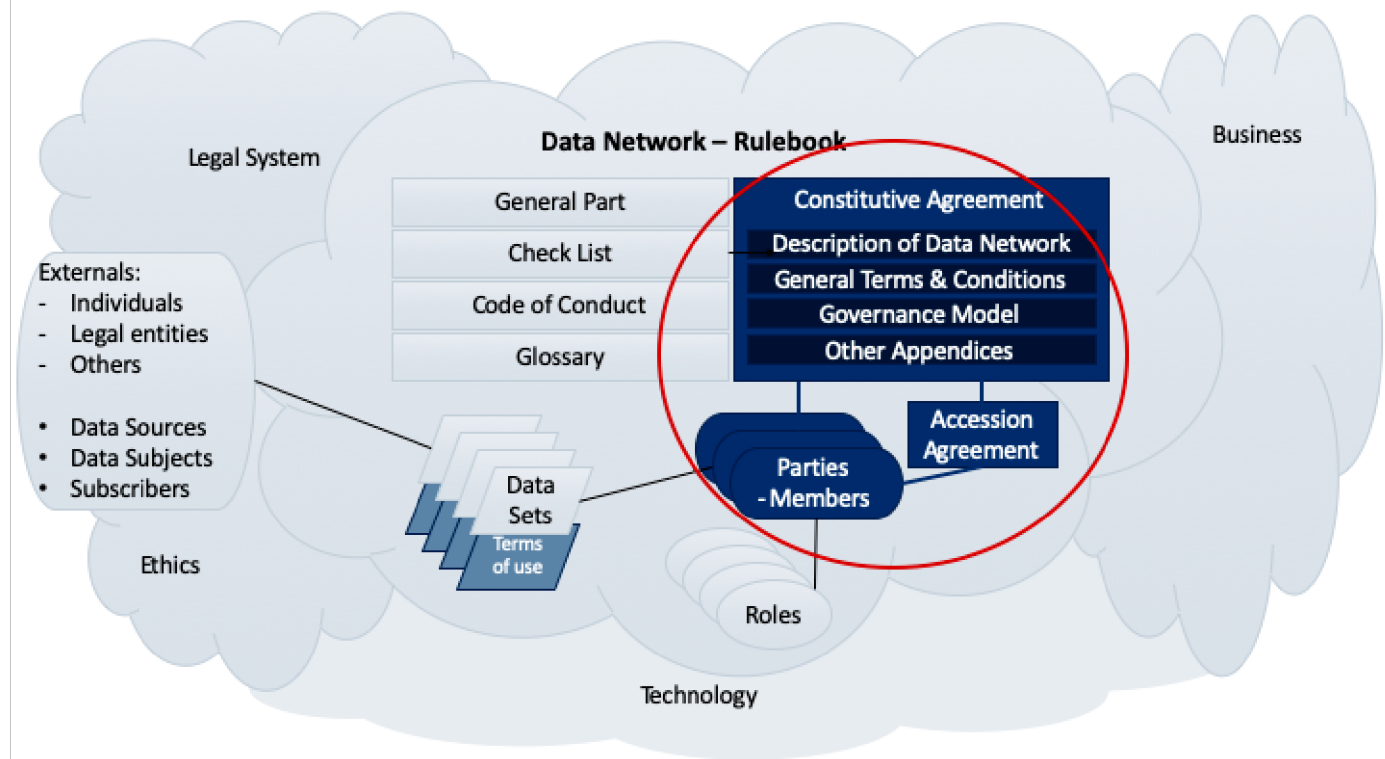 Data Network – Rulebook
Legal System
Business
General Part
Check List
Code of Conduct
Glossary
Constitutive Agreement
Description of Data Network
General Terms & Conditions
Governance Model
Other Appendices
Externals:
- Individuals
- Legal entities
- Others
• Data Sources
• Data Subjects
• Subscribers
Accession
Agreement
Parties
- Members
Data
Sets
Terms
of use
Ethics
Roles
Technology